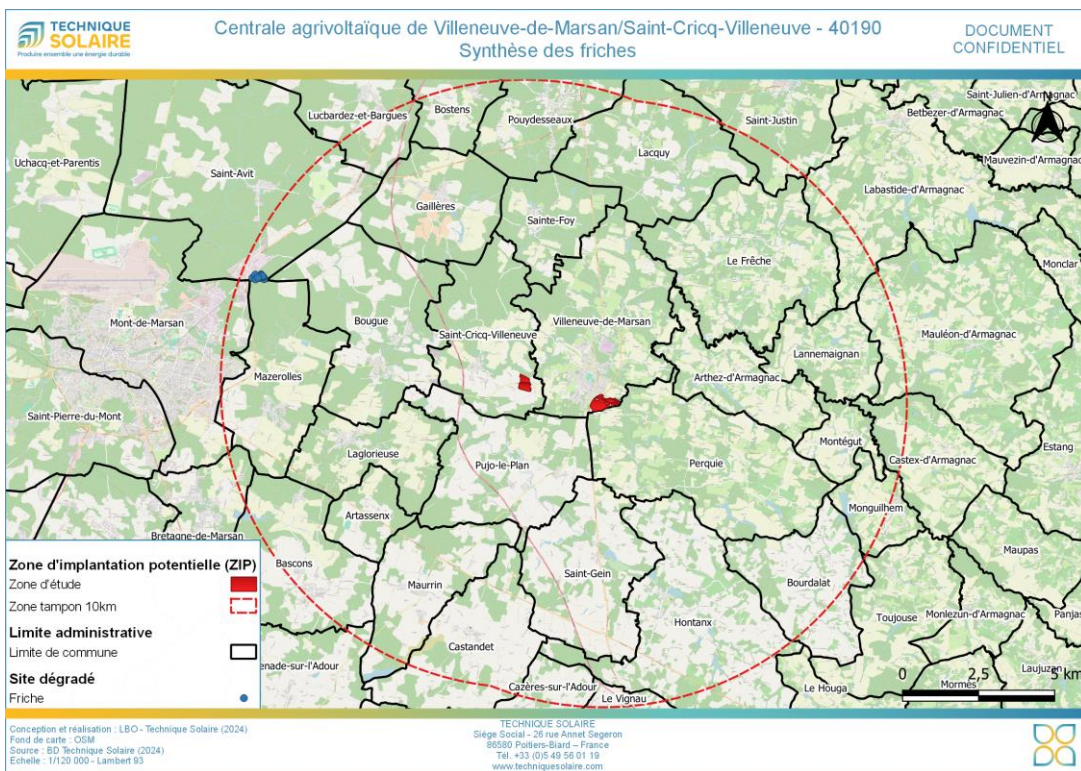 TECHNIQUE
SOLAIRE
Produire ensemble une énergie durable
Centrale agrivoltaïque de Villeneuve-de-Marsan/Saint-Cricq-Villeneuve - 40190
Synthèse des friches
DOCUMENT
CONFIDENTIEL
Lucbardez-et-Bargues
Bostens
Pouydesseaux
Saint-Justin
Saint-Julien-d'Armagnac
Betbezer-d'Armagnac
N
Mauvezin-d'Armagnac
Uchacq-et-Parentis
Saint-Avit
Lacquy
Labastide-d'Armagnac
Gaillères
Sainte-Foy
Le Frêche
Monclar
Mont-de-Marsan
Bougue
Saint-Cricq-Villeneuve
Villeneuve-de-Marsan
Mauléon-d'Armagnac
Lannemaignan
Mazerolles
Arthez-d'Armagnac
Saint-Pierre-du-Mont
Laglorieuse
Pujo-le-Plan
Perquie
Montégut
Castex-d'Armagnac
Estang
Artassenx
Monguilhem
Bretagne-de-Marsan
Maupas
Bascons
Maurrin
Saint-Gein
Bourdalat
Hontanx
Toujouse
Monlezun-d'Armagnac
Panjas
Castandet
enade-sur-l'Adour
Cazères-sur-l'Adour
Le Vignau
Le Houga
Mormès
Laujuzan
Zone d'implantation potentielle (ZIP)
Zone d'étude
Zone tampon 10km
Limite administrative
Limite de commune
Site dégradé
Friche
0 2,5 5 km
Conception et réalisation : LBO - Technique Solaire (2024)
Fond de carte : OSM
Source : BD Technique Solaire (2024)
Echelle : 1/120 000 - Lambert 93
TECHNIQUE SOLAIRE
Siège Social - 26 rue Annet Segeron
86580 Poitiers-Biard – France
Tél. +33 (0)5 49 56 01 19
www.techniquesolaire.com